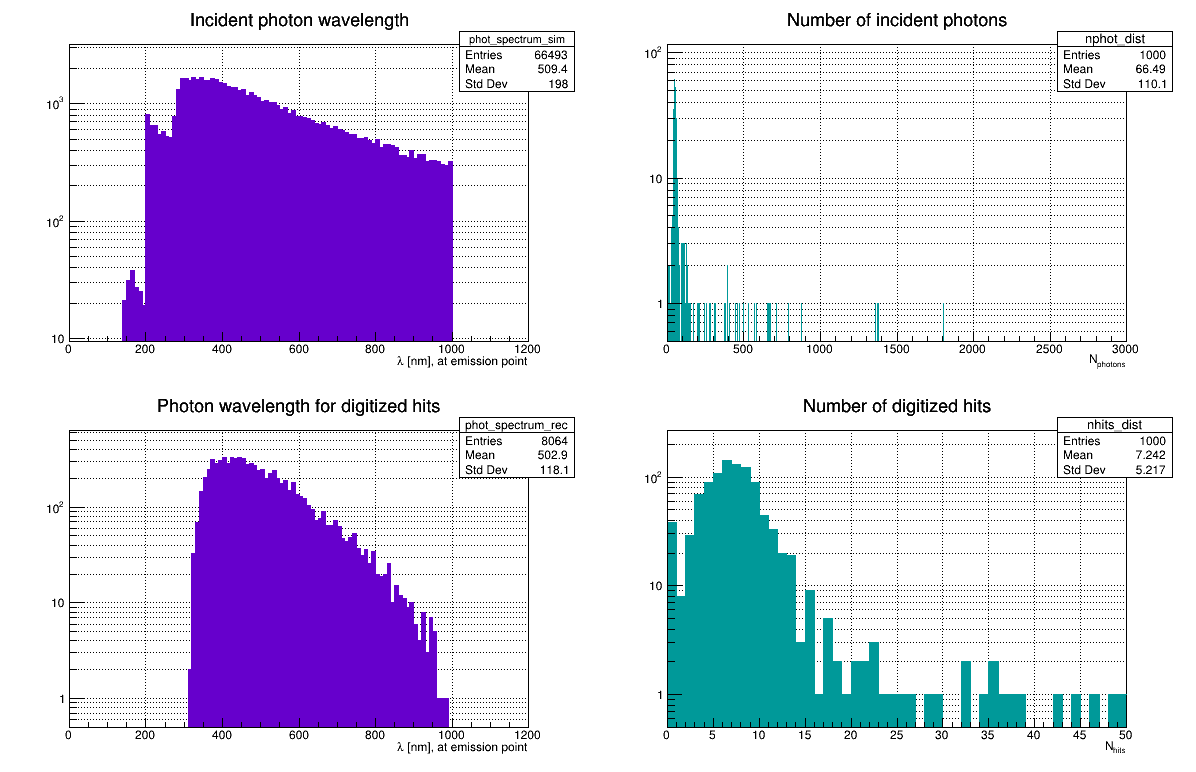 Incident photon wavelength
phot_spectrum_sim
Entries 66493
Mean 509.4
Std Dev 198
10³
10²
10
0 200 400 600 800 1000 1200
λ [nm], at emission point
Number of incident photons
nphot_dist
Entries 1000
Mean 66.49
Std Dev 110.1
10²
10
1
0 500 1000 1500 2000 2500 3000
Nphotons
Photon wavelength for digitized hits
phot_spectrum_rec
Entries 8064
Mean 502.9
Std Dev 118.1
10²
10
1
0 200 400 600 800 1000 1200
λ [nm], at emission point
Number of digitized hits
nhits_dist
Entries 1000
Mean 7.242
Std Dev 5.217
10²
10
1
0 5 10 15 20 25 30 35 40 45 50
Nhits